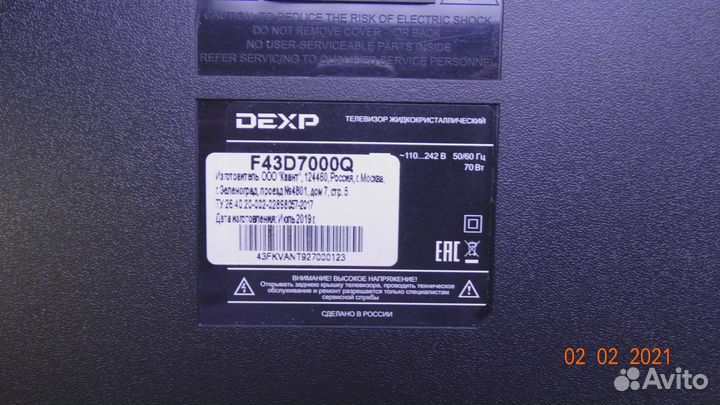 CAUTION: TO REDUCE THE RISK OF ELECTRIC SHOCK
DO NOT REMOVE COVER OR BACK
NO USER-SERVICEABLE PARTS INSIDE
REFER SERVICING TO QUALIFIED SERVICE PERSONNEL
DEXP ТЕЛЕВИЗОР ЖИДКОКРИСТАЛЛИЧЕСКИЙ
F43D7000Q
~110...242 В 50/60 Гц
70 Вт
Изготовитель ООО "Квант", 124460, Россия, г. Москва,
г. Зеленоград, проезд №4801, дом 7, стр. 5
ТУ 26.40.20-002-02898057-2017
Дата изготовления: Июль 2019 г.
43FKVANT927000123
EAC
ВНИМАНИЕ! ВЫСОКОЕ НАПРЯЖЕНИЕ!
Открывать заднюю крышку телевизора, проводить техническое
обслуживание и ремонт разрешается только специалистам
сервисной службы
СДЕЛАНО В РОССИИ
02 02 2021
Avito